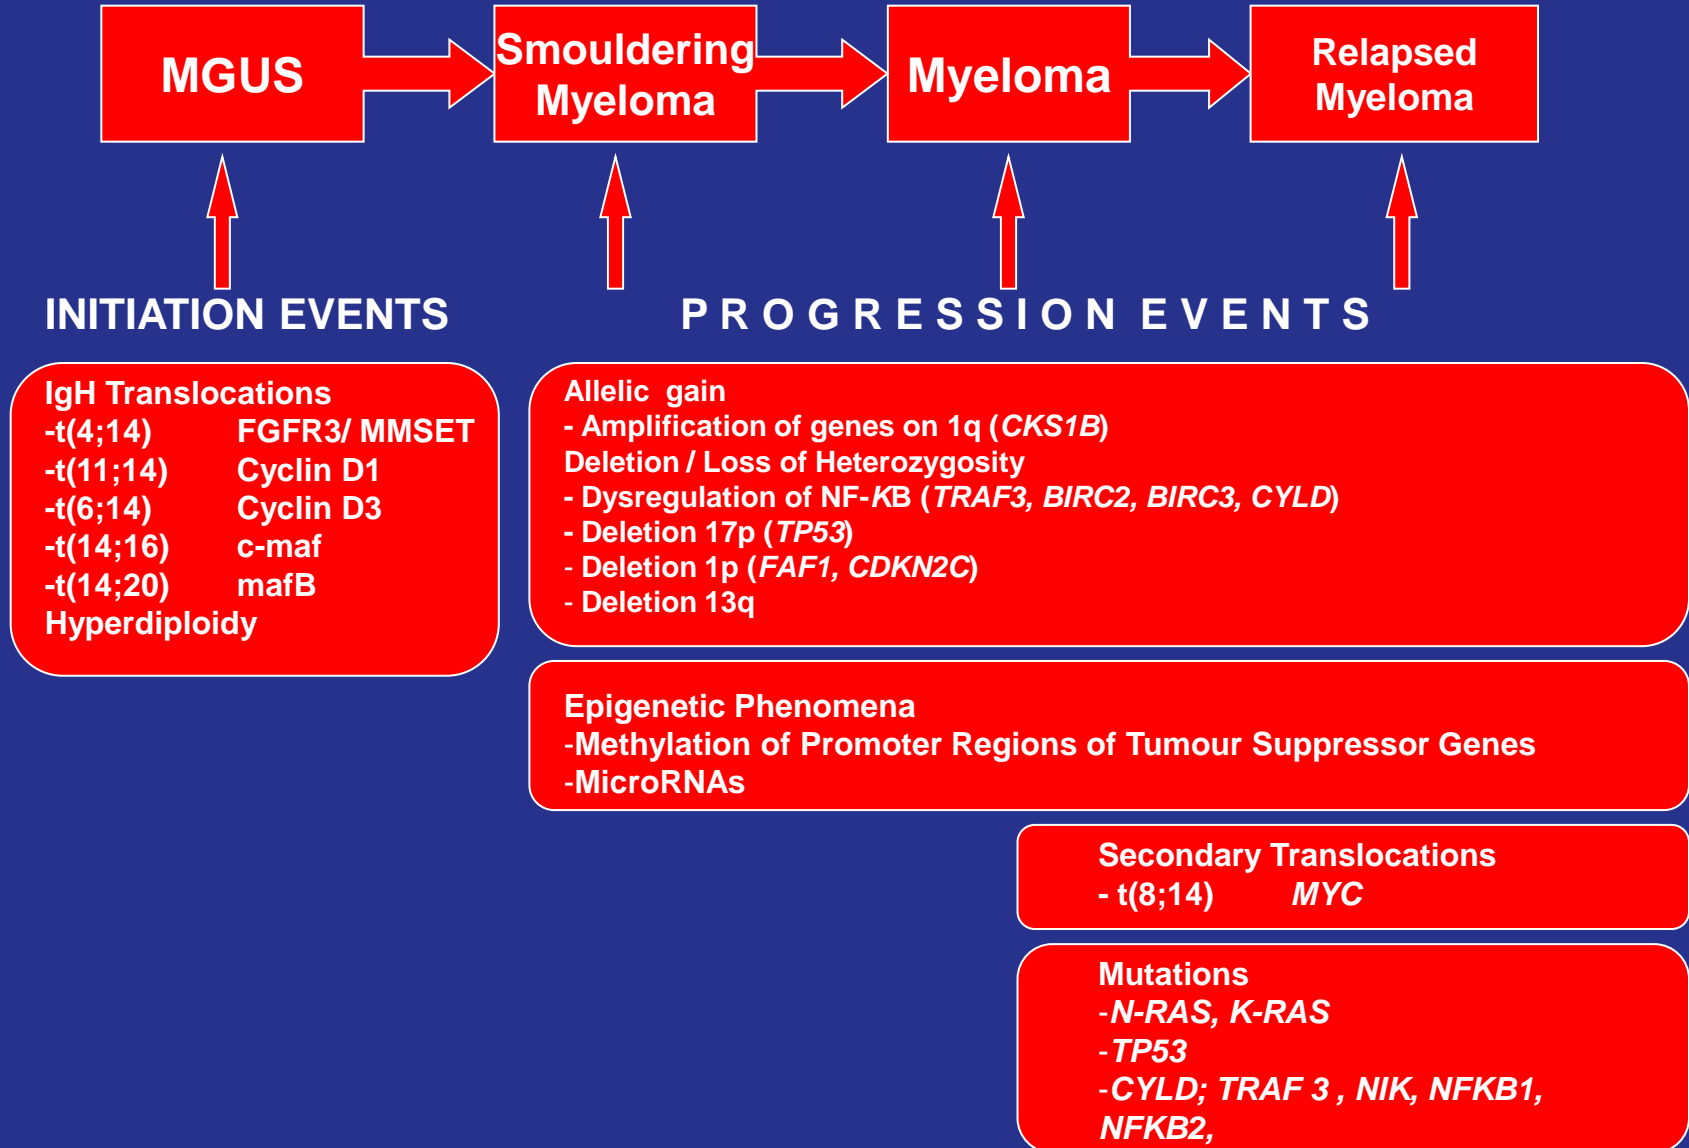 MGUS
Smouldering
Myeloma
Myeloma
Relapsed
Myeloma
INITIATION EVENTS
PROGRESSION EVENTS
IgH Translocations
-t(4;14) FGFR3/ MMSET
-t(11;14) Cyclin D1
-t(6;14) Cyclin D3
-t(14;16) c-maf
-t(14;20) mafB
Hyperdiploidy
Allelic gain
- Amplification of genes on 1q (CKS1B)
Deletion / Loss of Heterozygosity
- Dysregulation of NF-KB (TRAF3, BIRC2, BIRC3, CYLD)
- Deletion 17p (TP53)
- Deletion 1p (FAF1, CDKN2C)
- Deletion 13q
Epigenetic Phenomena
-Methylation of Promoter Regions of Tumour Suppressor Genes
-MicroRNAs
Secondary Translocations
- t(8;14) MYC
Mutations
-N-RAS, K-RAS
-TP53
-CYLD; TRAF 3 , NIK, NFKB1,
NFKB2,